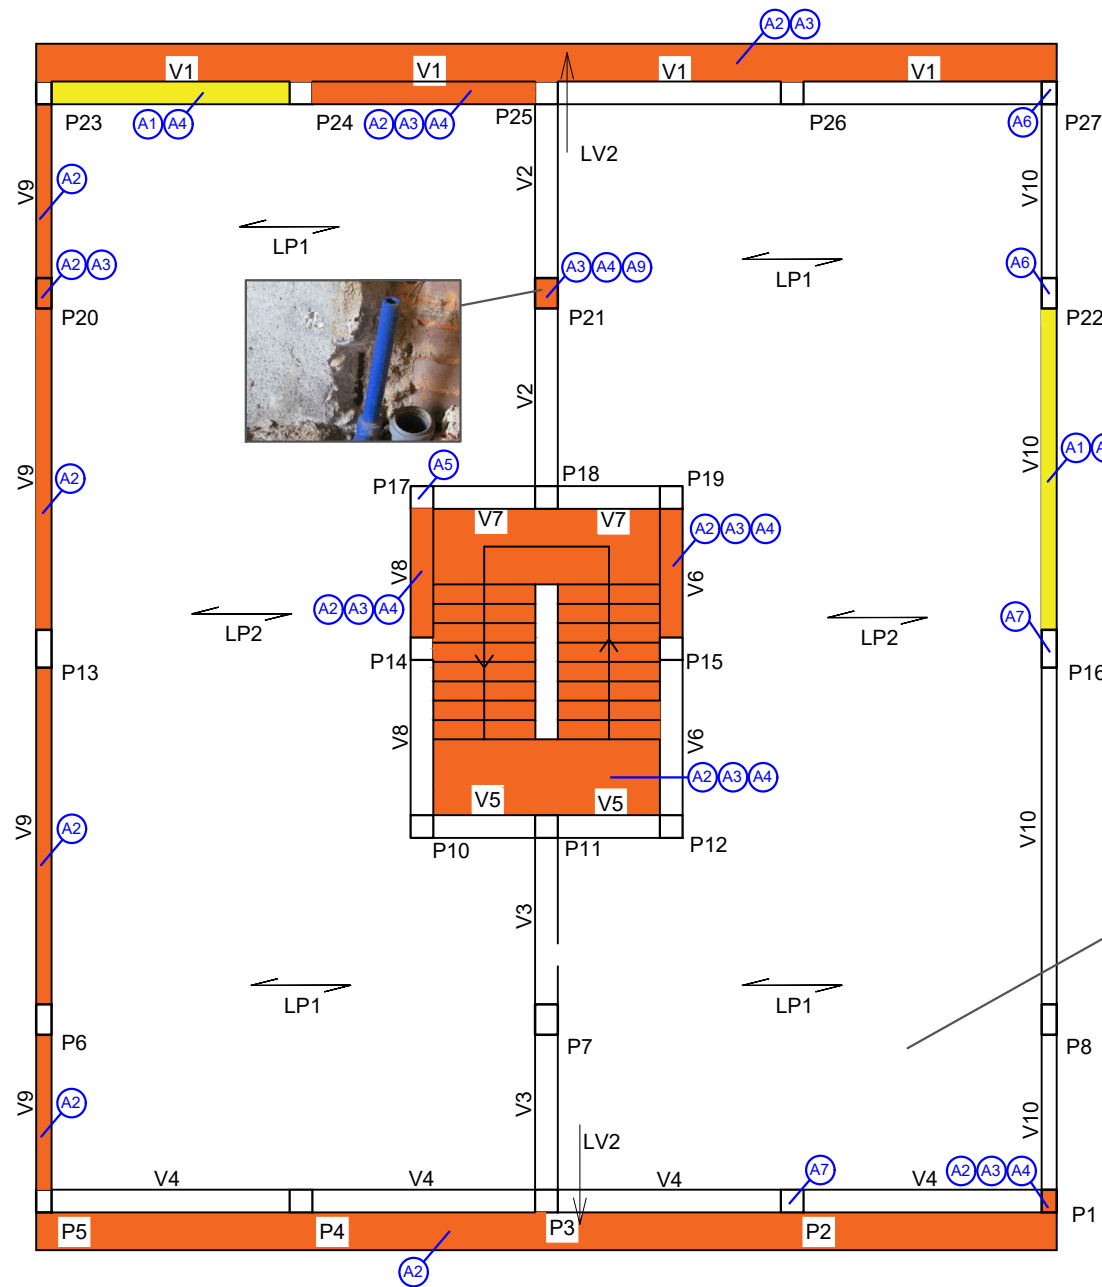 A2 A3
V1 V1 V1 V1
P23 A1 A4 P24 A2 A3 A4 P25 P26 A6 P27
LV2
V9 A2 V2 V10
LP1 LP1
A2 A3 A3 A4 A9 A6
P20 P21 P22
V9 A2 V2 V10 A1
P17 A5 P18 P19
V7 V7
V8 V6 A2 A3 A4
A2 A3 A4
LP2 LP2 A7
P13 P14 P15 P16
V8 V6
A2 A3 A4
V5 V5
V9 A2 P10 P11 P12 V10
V3
LP1 LP1
P6 P7 P8
V9 A2 V3 V10
LV2
V4 V4 V4 A7 V4 A2 A3 A4
P5 P4 P3 P2 P1
A2